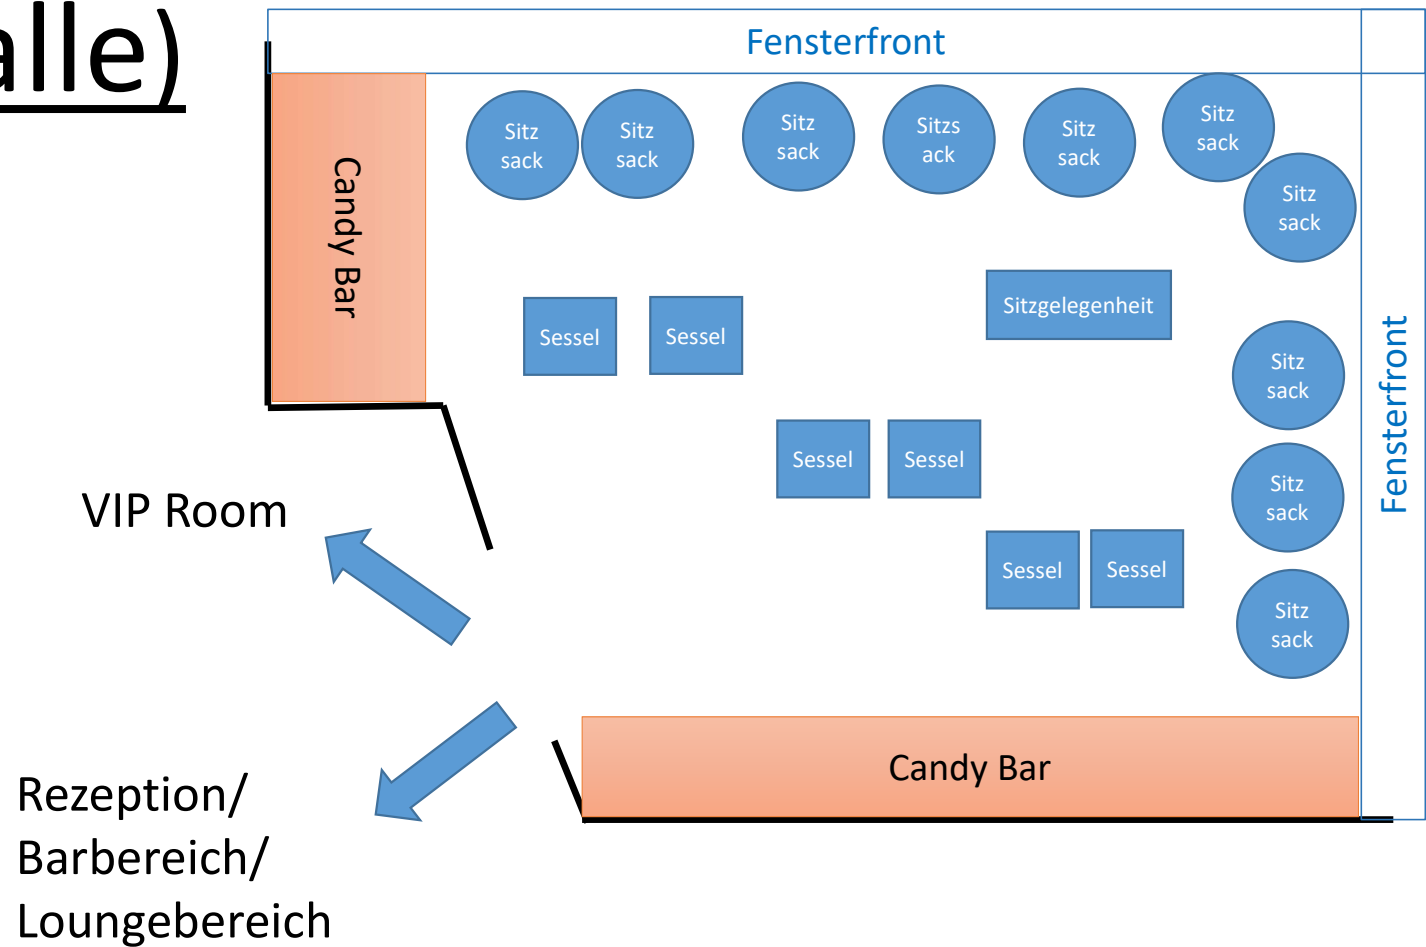 alle)
Fensterfront
Sitz
sack
Sitz
sack
Sitz
sack
Sitzs
ack
Sitz
sack
Sitz
sack
Sitz
sack
Candy Bar
Sessel
Sessel
Sitzgelegenheit
Sitz
sack
Fensterfront
Sessel
Sessel
Sitz
sack
VIP Room
Sessel
Sessel
Sitz
sack
Candy Bar
Rezeption/
Barbereich/
Loungebereich